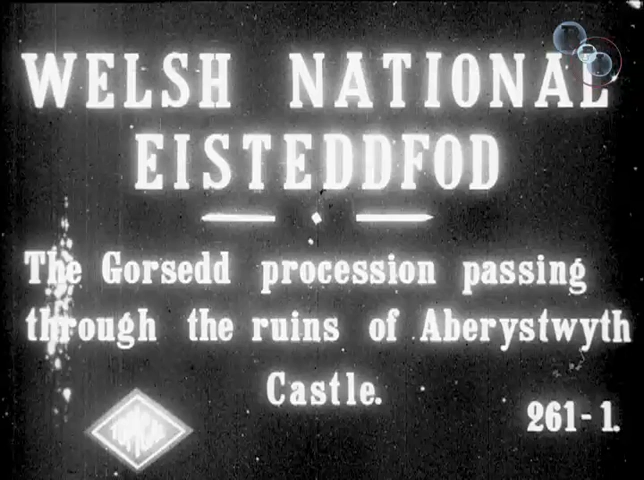 WELSH NATIONAL
EISTEDDFOD
The Gorsedd procession passing
through the ruins of Aberystwyth
Castle.
261-1.